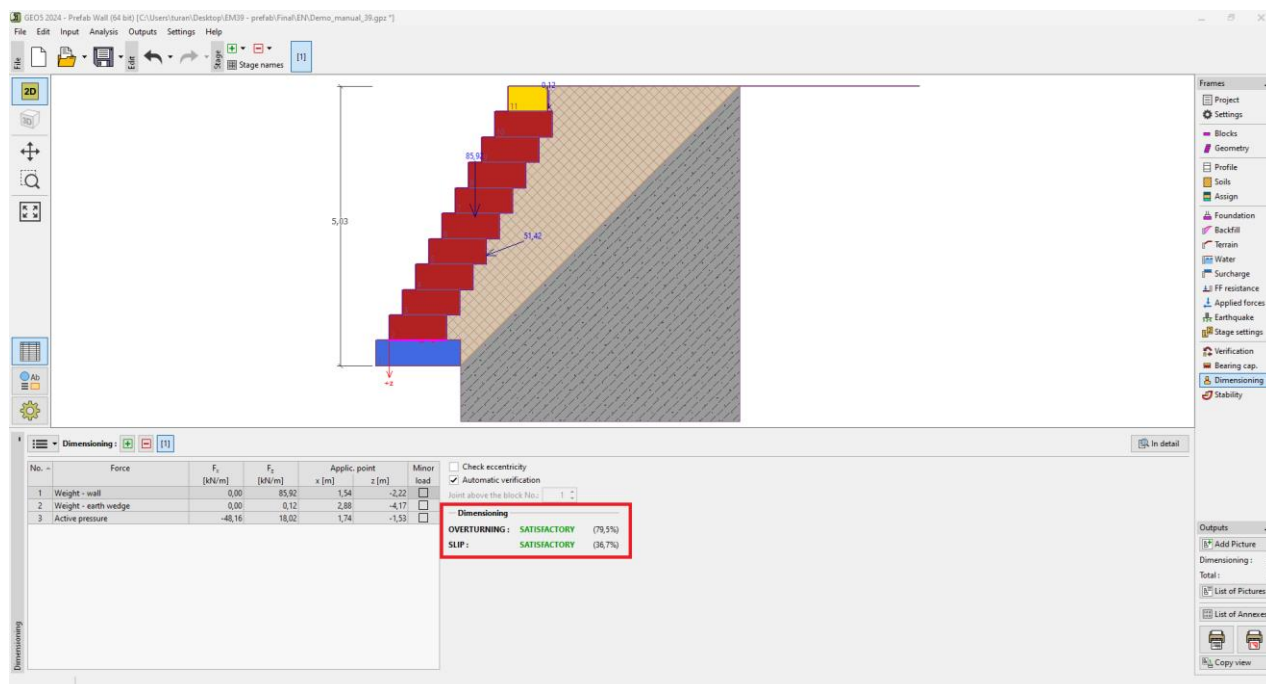 GEO5 2024 - Prefab Wall (64 bit) [C:\Users\turan\Desktop\EM39 - prefab\Final\EN\Demo_manual_39.gpz *]
File Edit Input Analysis Outputs Settings Help
File
Edit
Stage
Stage names
[1]
2D
3D
0,12
11
85,92
5,03
51,42
+z
Ab
Frames
Project
Settings
Blocks
Geometry
Profile
Soils
Assign
Foundation
Backfill
Terrain
Water
Surcharge
FF resistance
Applied forces
Earthquake
Stage settings
Verification
Bearing cap.
Dimensioning
Stability
Dimensioning : [1]
In detail
No. Force Fx Fz Applic. point Minor
[kN/m] [kN/m] x [m] z [m] load
1 Weight - wall 0,00 85,92 1,54 -2,22
2 Weight - earth wedge 0,00 0,12 2,88 -4,17
3 Active pressure -48,16 18,02 1,74 -1,53
Check eccentricity
Automatic verification
Joint above the block No.: 1
Dimensioning
OVERTURNING : SATISFACTORY (79,5%)
SLIP : SATISFACTORY (36,7%)
Dimensioning
Outputs
Add Picture
Dimensioning :
Total :
List of Pictures
List of Annexes
Copy view